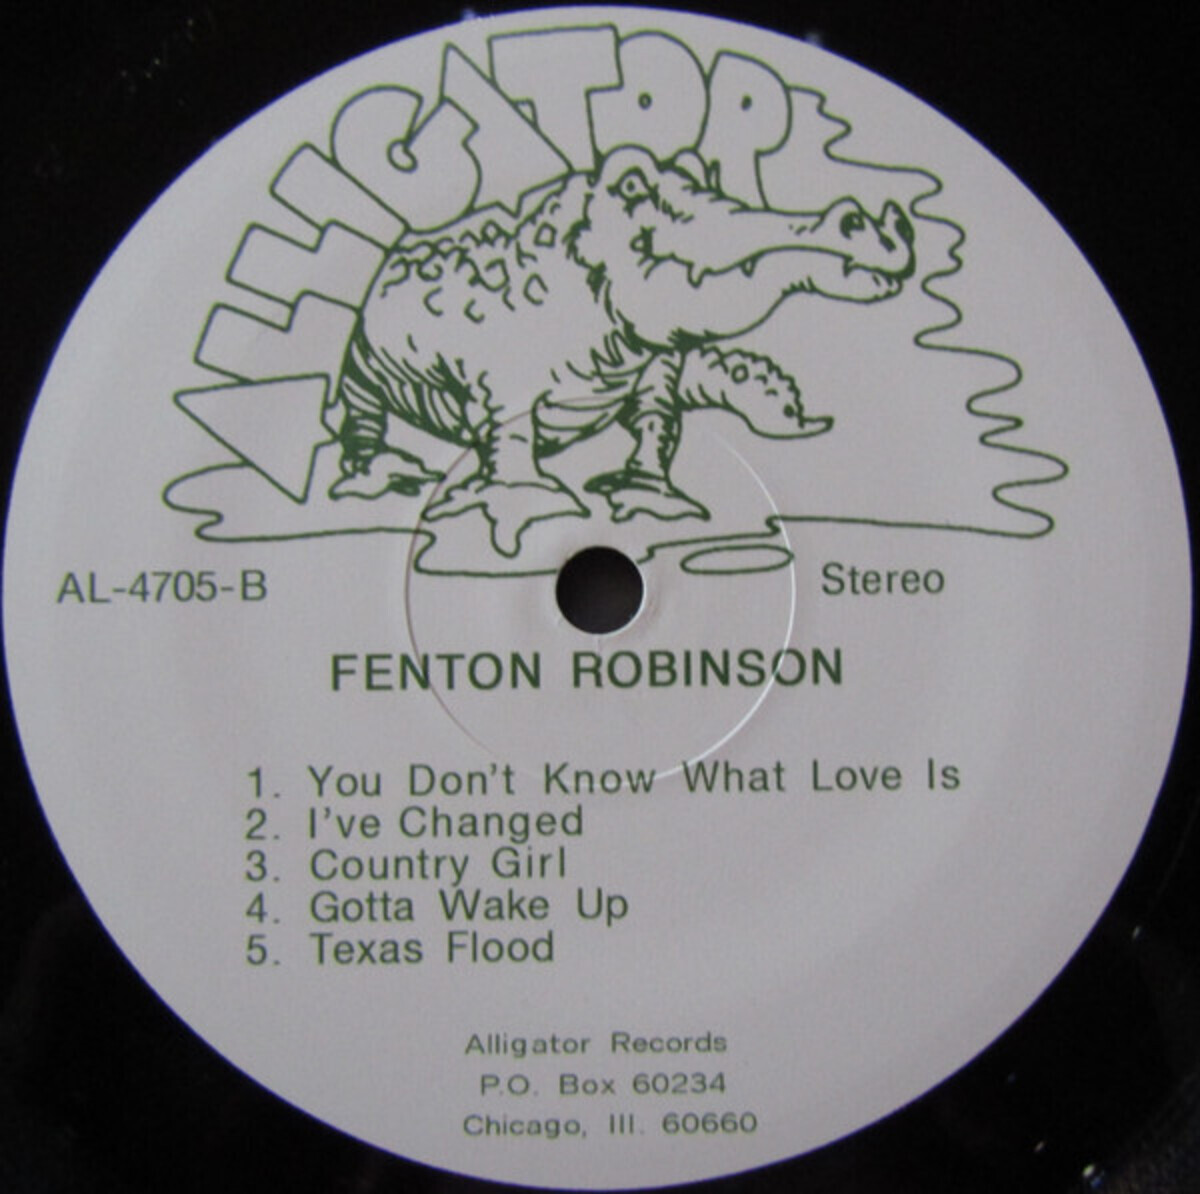 ALLIGATOR
AL-4705-B
Stereo
FENTON ROBINSON
1. You Don't Know What Love Is
2. I've Changed
3. Country Girl
4. Gotta Wake Up
5. Texas Flood
Alligator Records
P.O. Box 60234
Chicago, Ill. 60660